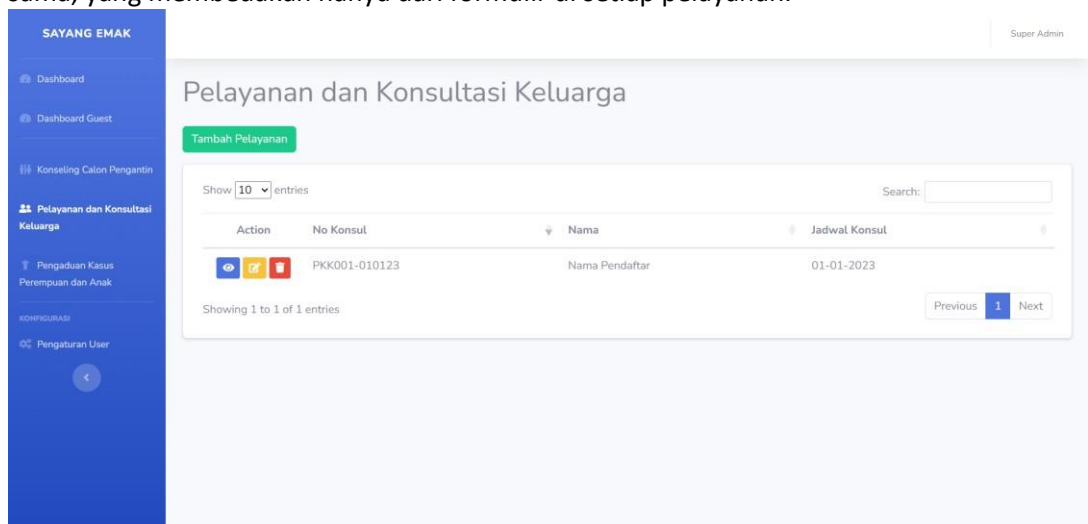 SAYANG EMAK
Super Admin
Dashboard
Dashboard Guest
Konseling Calon Pengantin
Pelayanan dan Konsultasi
Keluarga
Pengaduan Kasus
Perempuan dan Anak
KONFIGURASI
Pengaturan User
Pelayanan dan Konsultasi Keluarga
Tambah Pelayanan
Show 10 entries
Search:
Action No Konsul Nama Jadwal Konsul
PKK001-010123 Nama Pendaftar 01-01-2023
Showing 1 to 1 of 1 entries
Previous 1 Next